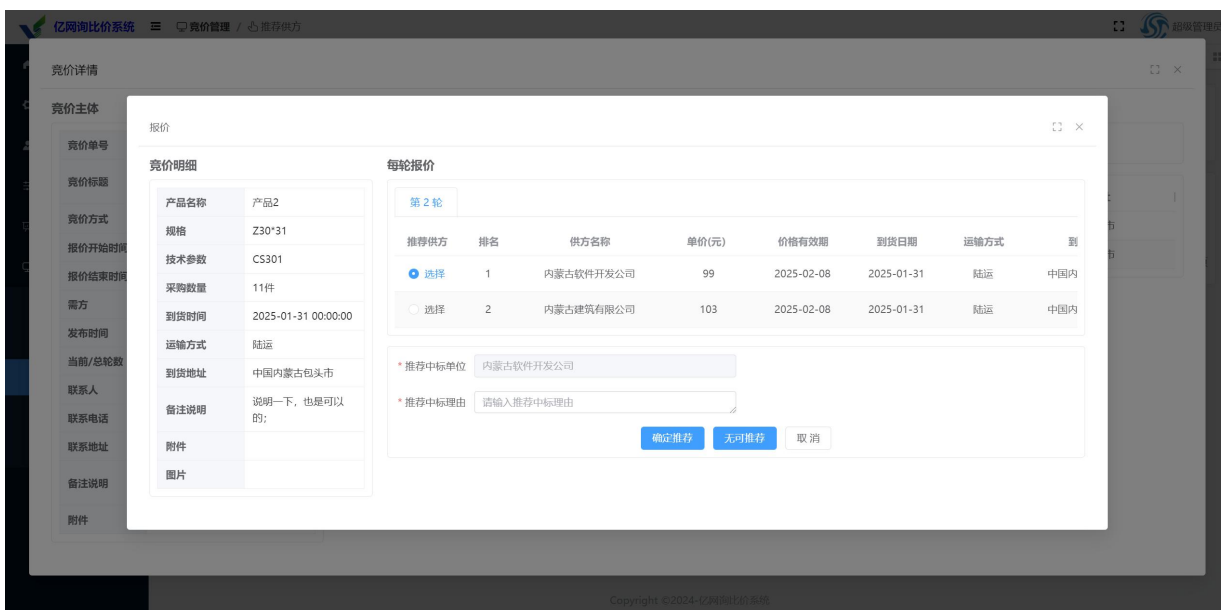 亿网询比价系统 竞价管理 / 推荐供方 超级管理员
竞价详情
竞价主体
竞价单号
竞价标题
竞价方式
报价开始时间
报价结束时间
需方
发布时间
当前/总轮数
联系人
联系电话
联系地址
备注说明
附件
报价
竞价明细
产品名称 产品2
规格 Z30*31
技术参数 CS301
采购数量 11件
到货时间 2025-01-31 00:00:00
运输方式 陆运
到货地址 中国内蒙古包头市
备注说明 说明一下，也是可以
的;
附件
图片
每轮报价
第 2 轮
推荐供方 排名 供方名称 单价(元) 价格有效期 到货日期 运输方式 到
选择 1 内蒙古软件开发公司 99 2025-02-08 2025-01-31 陆运 中国内
选择 2 内蒙古建筑有限公司 103 2025-02-08 2025-01-31 陆运 中国内
* 推荐中标单位 内蒙古软件开发公司
* 推荐中标理由 请输入推荐中标理由
确定推荐 无可推荐 取 消
市
市
Copyright ©2024-亿网询比价系统